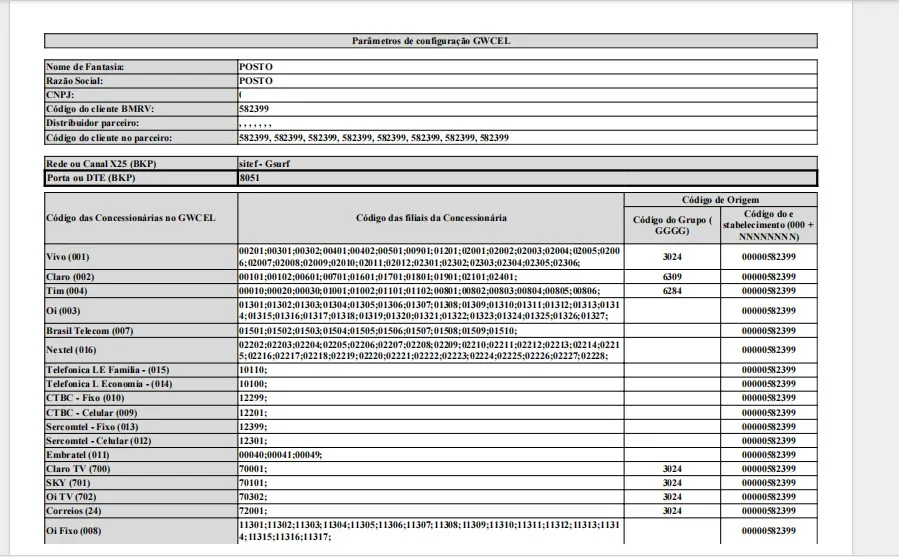 Parâmetros de configuração GWCEL
Nome de Fantasia: POSTO
Razão Social: POSTO
CNPJ: (
Código do cliente BMRV: 582399
Distribuidor parceiro: , , , , , , ,
Código do cliente no parceiro: 582399, 582399, 582399, 582399, 582399, 582399, 582399, 582399
Rede ou Canal X25 (BKP) sitef - Gsurf
Porta ou DTE (BKP) 8051
Código das Concessionárias no GWCEL Código das filiais da Concessionária Código de Origem
Código do Grupo (
GGGG)
Código do e
stabelecimento (000 +
NNNNNNNN)
Vivo (001) 00201;00301;00302;00401;00402;00501;00901;01201;02001;02002;02003;02004;02005;0200
6;02007;02008;02009;02010;02011;02012;02301;02302;02303;02304;02305;02306; 3024 00000582399
Claro (002) 00101;00102;00601;00701;01601;01701;01801;01901;02101;02401; 6309 00000582399
Tim (004) 00010;00020;00030;01001;01002;01101;01102;00801;00802;00803;00804;00805;00806; 6284 00000582399
Oi (003) 01301;01302;01303;01304;01305;01306;01307;01308;01309;01310;01311;01312;01313;0131
4;01315;01316;01317;01318;01319;01320;01321;01322;01323;01324;01325;01326;01327; 00000582399
Brasil Telecom (007) 01501;01502;01503;01504;01505;01506;01507;01508;01509;01510; 00000582399
Nextel (016) 02202;02203;02204;02205;02206;02207;02208;02209;02210;02211;02212;02213;02214;0221
5;02216;02217;02218;02219;02220;02221;02222;02223;02224;02225;02226;02227;02228; 00000582399
Telefonica LE Familia - (015) 10110; 00000582399
Telefonica L Economia - (014) 10100; 00000582399
CTBC - Fixo (010) 12299; 00000582399
CTBC - Celular (009) 12201; 00000582399
Sercomtel - Fixo (013) 12399; 00000582399
Sercomtel - Celular (012) 12301; 00000582399
Embratel (011) 00040;00041;00049; 00000582399
Claro TV (700) 70001; 3024 00000582399
SKY (701) 70101; 3024 00000582399
Oi TV (702) 70302; 3024 00000582399
Correios (24) 72001; 3024 00000582399
Oi Fixo (008) 11301;11302;11303;11304;11305;11306;11307;11308;11309;11310;11311;11312;11313;1131
4;11315;11316;11317; 00000582399